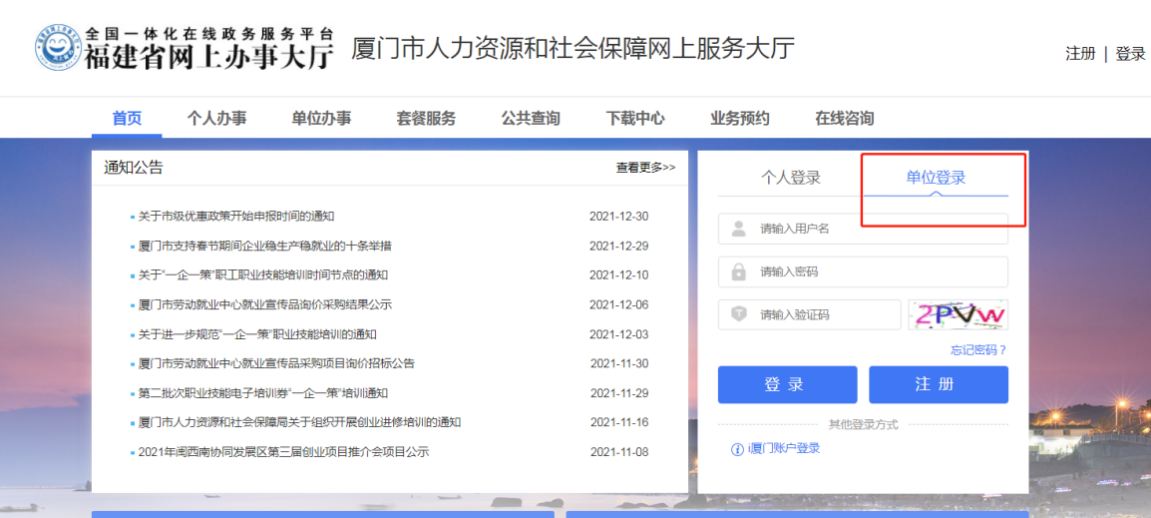 全国一体化在线政务服务平台
福建省网上办事大厅
厦门市人力资源和社会保障网上服务大厅
注册 | 登录
首页 个人办事 单位办事 套餐服务 公共查询 下载中心 业务预约 在线咨询
通知公告 查看更多>>
关于市级优惠政策开始申报时间的通知 2021-12-30
厦门市支持春节期间企业稳生产稳就业的十条举措 2021-12-29
关于“一企一策”职工职业技能培训时间节点的通知 2021-12-10
厦门市劳动就业中心就业宣传品询价采购结果公示 2021-12-06
关于进一步规范“一企一策”职业技能培训的通知 2021-12-03
厦门市劳动就业中心就业宣传品采购项目询价招标公告 2021-11-30
第二批次职业技能电子培训券“一企一策”培训通知 2021-11-29
厦门市人力资源和社会保障局关于组织开展创业进修培训的通知 2021-11-16
2021年闽西南协同发展区第三届创业项目推介会项目公示 2021-11-08
个人登录 单位登录
请输入用户名
请输入密码
请输入验证码 2PVW
忘记密码？
登 录 注 册
其他登录方式
i厦门账户登录